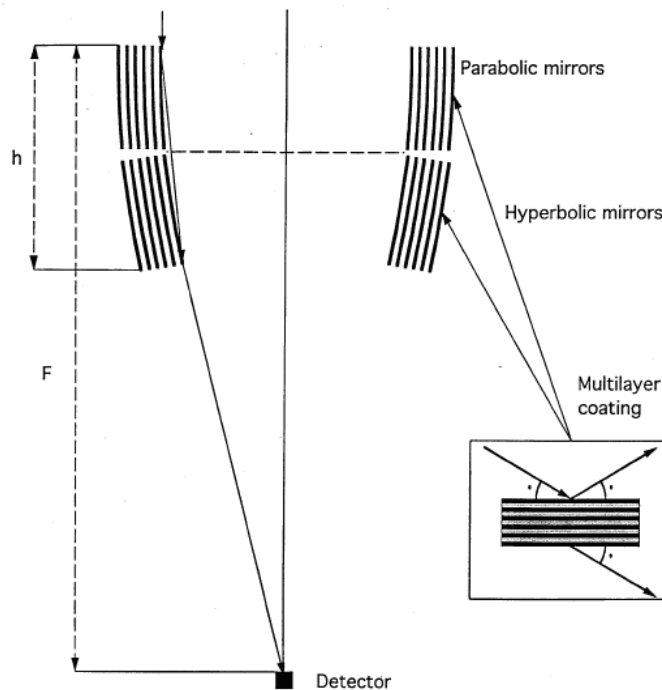 Parabolic mirrors
h
Hyperbolic mirrors
F
Multilayer
coating
Detector